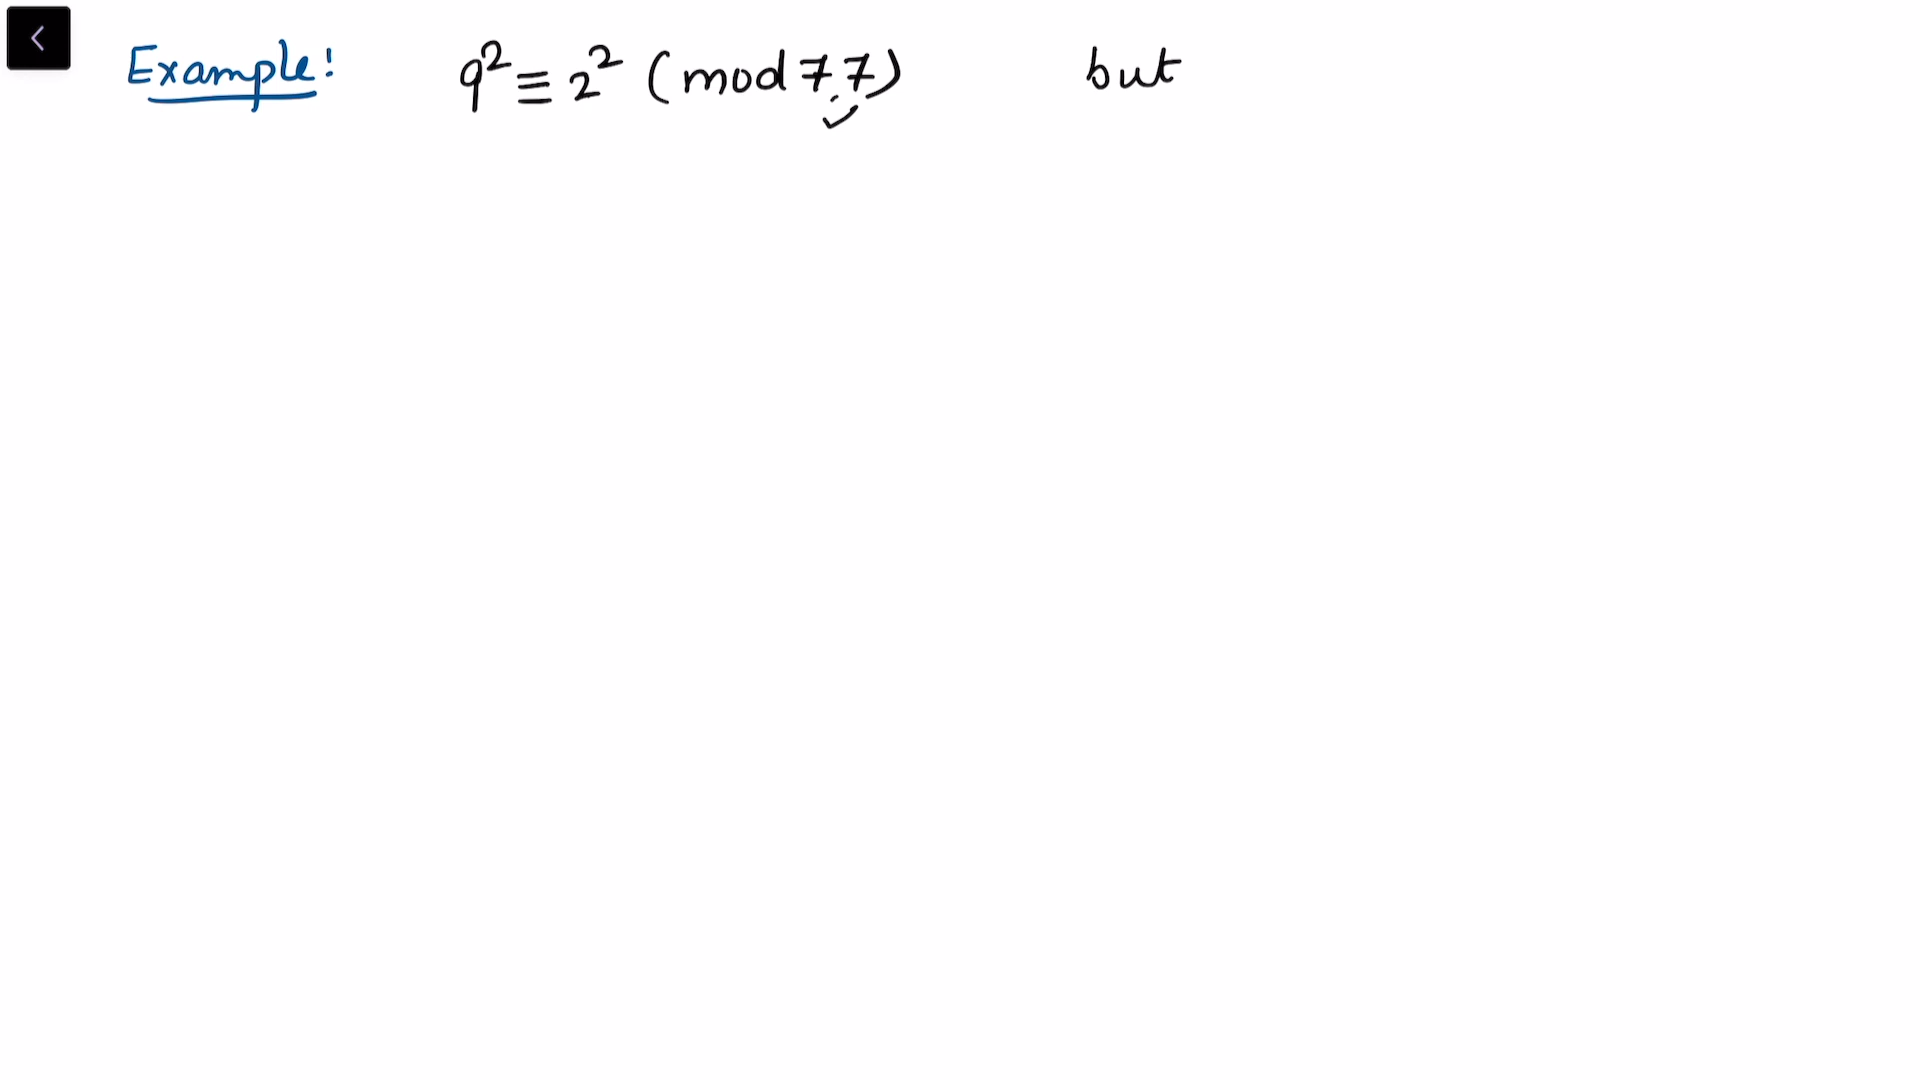 Example: 9² ≡ 2² (mod 77) but